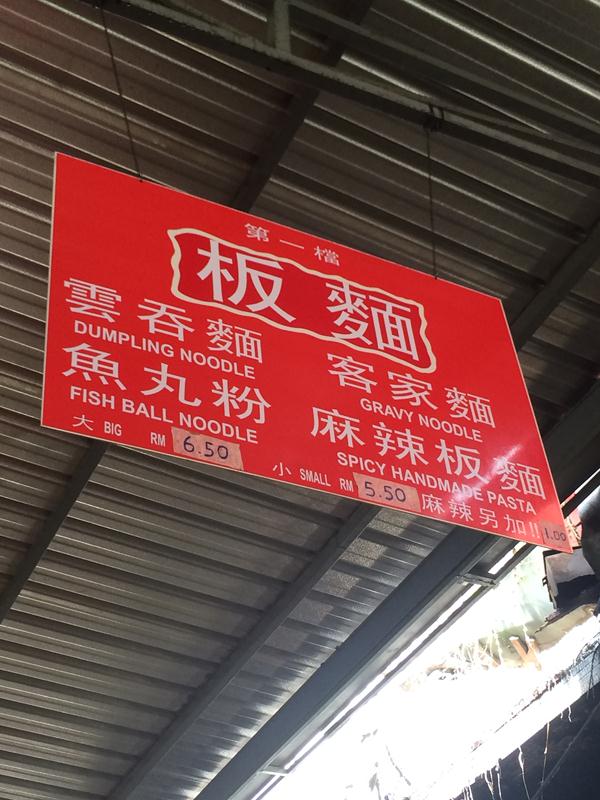 第一檔
板麵
雲吞麵
DUMPLING NOODLE
客家麵
GRAVY NOODLE
魚丸粉
FISH BALL NOODLE
麻辣板麵
SPICY HANDMADE PASTA
大 BIG RM 6.50
小 SMALL RM 5.50
麻辣另加!! 1.00